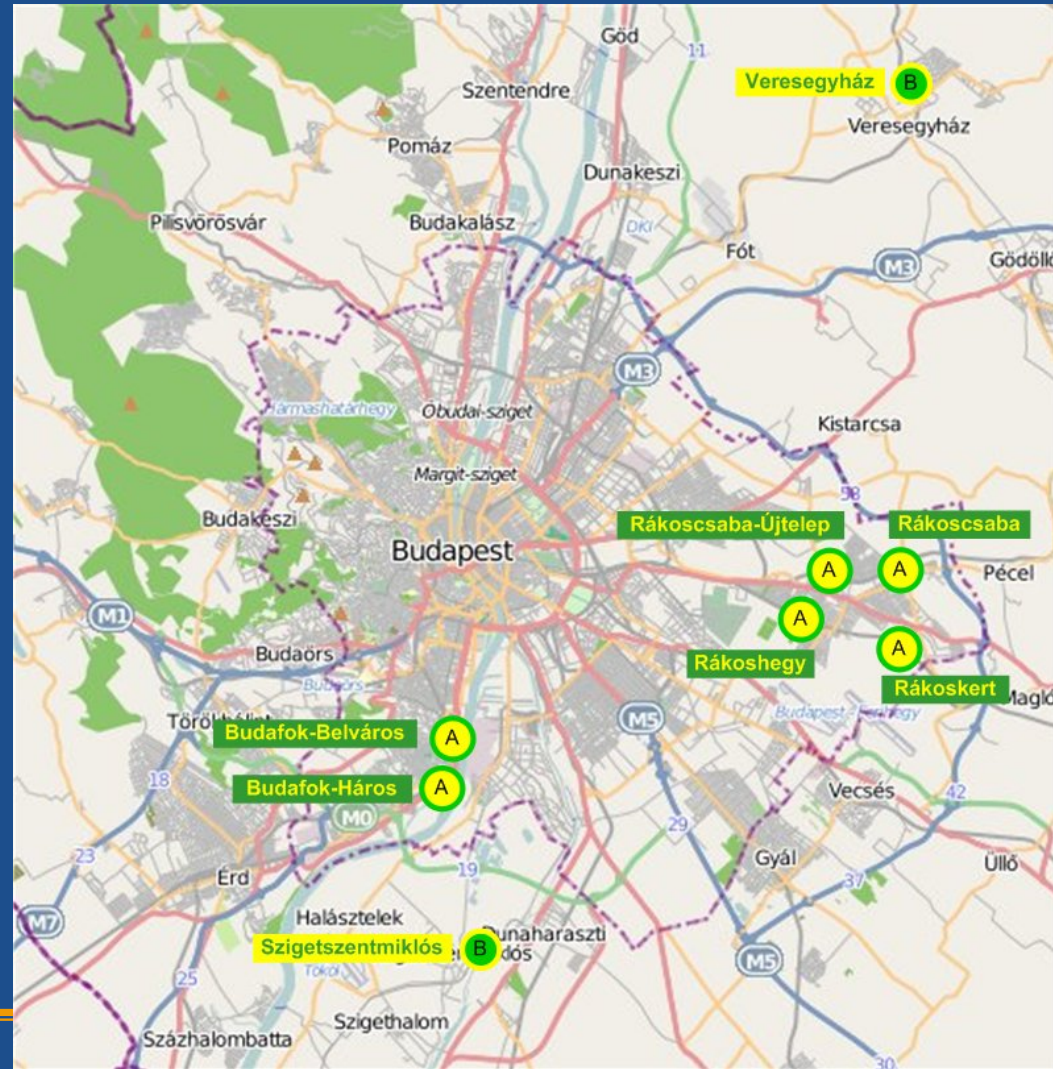 Göd
11
Veresegyház
B
Szentendre
Veresegyház
Pomáz
Dunakeszi
Pilisvörösvár
Budakalász
DKI
Fót
M3
Gödöll
M3
Hármashatárhegy
Óbudai-sziget
Kistarcsa
Margit-sziget
Budakeszi
Rákoscsaba-Újtelep
Rákoscsaba
Budapest
A
A
Pécel
M1
A
Budaörs
A
Rákoshegy
Budaörs
Rákoskert
Magló
Budapest - Ferihegy
M5
Budafok-Belváros
A
18
Budafok-Háros
A
Vecsés
42
M0
29
23
19
Gyál
Üllő
Érd
37
Halásztelek
M7
Dunaharaszti
Szigetszentmiklós
B
M5
Tököl
25
Szigethalom
Százhalombatta
30